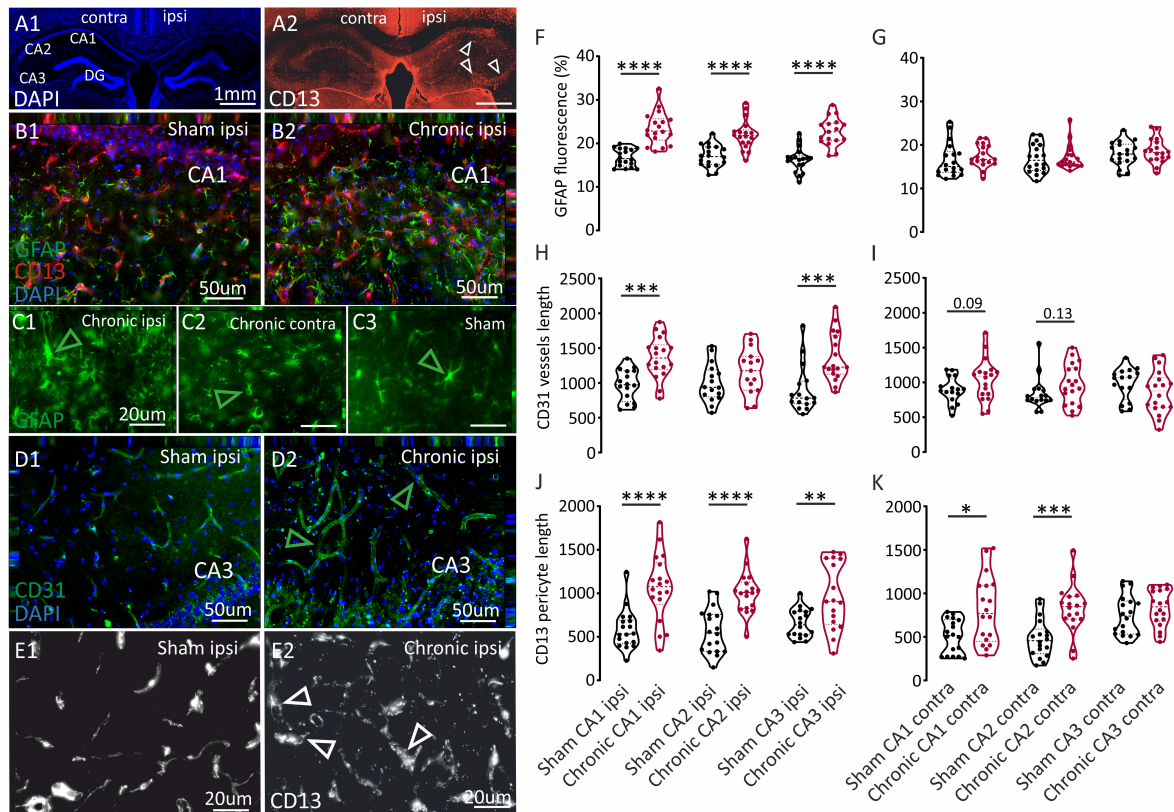 A1
contra
ipsi
CA2
CA1
CA3
DG
DAPI
1mm
A2
contra
ipsi
CD13
B1
Sham ipsi
CA1
GFAP
CD13
DAPI
50um
B2
Chronic ipsi
CA1
50um
C1
Chronic ipsi
GFAP
20um
C2
Chronic contra
C3
Sham
D1
Sham ipsi
CD31
DAPI
CA3
50um
D2
Chronic ipsi
CA3
50um
E1
Sham ipsi
20um
E2
Chronic ipsi
CD13
20um
F
GFAP fluorescence (%)
40
30
20
10
0
****
****
****
G
40
30
20
10
0
H
CD31 vessels length
2500
2000
1500
1000
500
0
***
***
I
2500
2000
1500
1000
500
0
0.09
0.13
J
CD13 pericyte length
2000
1500
1000
500
0
****
****
**
Sham CA1 ipsi
Chronic CA1 ipsi
Sham CA2 ipsi
Chronic CA2 ipsi
Sham CA3 ipsi
Chronic CA3 ipsi
K
2000
1500
1000
500
0
*
***
Sham CA1 contra
Chronic CA1 contra
Sham CA2 contra
Chronic CA2 contra
Sham CA3 contra
Chronic CA3 contra